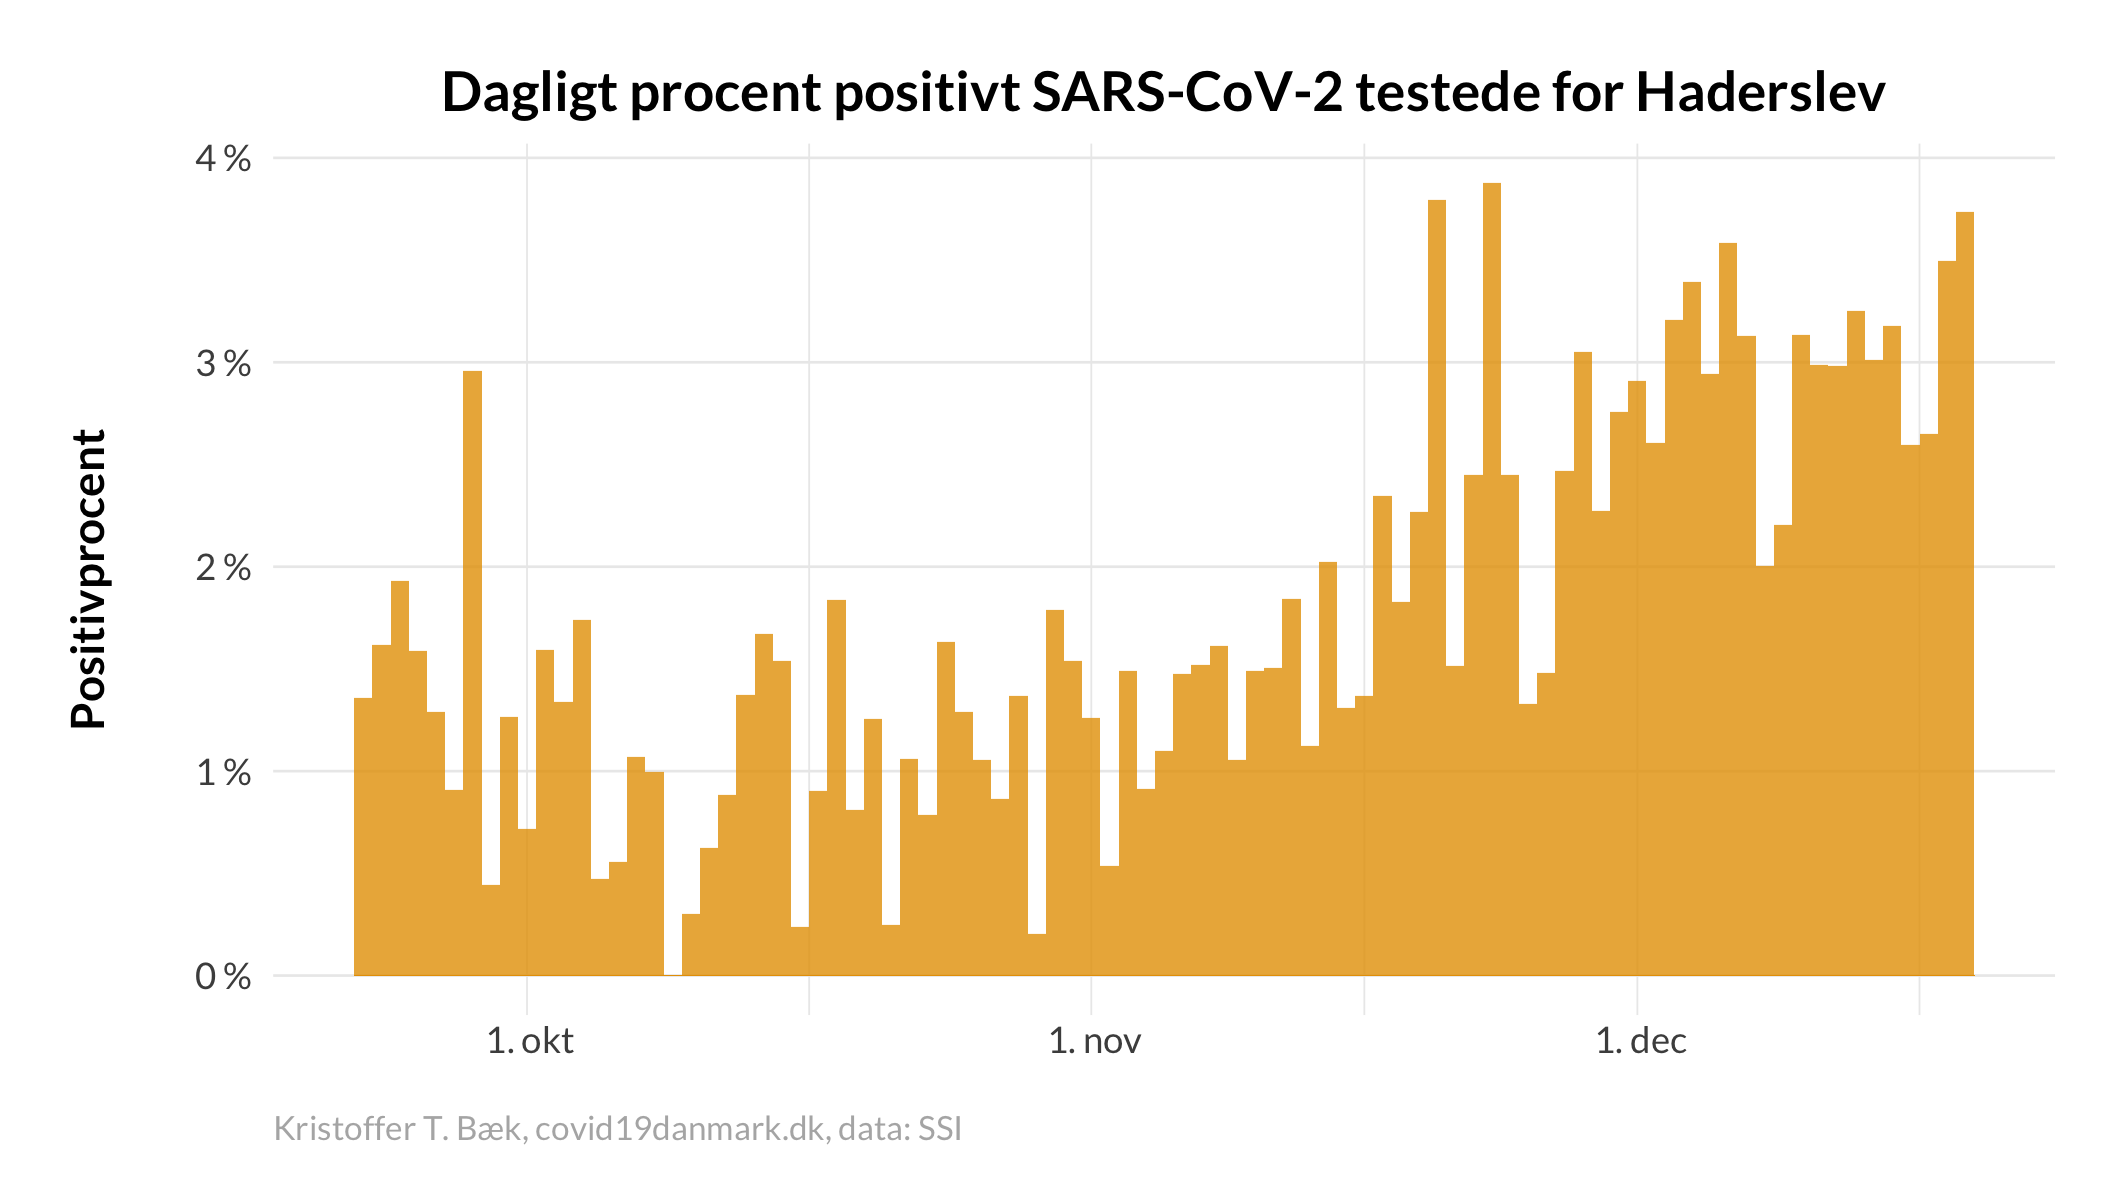 Dagligt procent positivt SARS-CoV-2 testede for Haderslev
Positivprocent
4 %
3 %
2 %
1 %
0 %
1. okt
1. nov
1. dec
Kristoffer T. Bæk, covid19danmark.dk, data: SSI